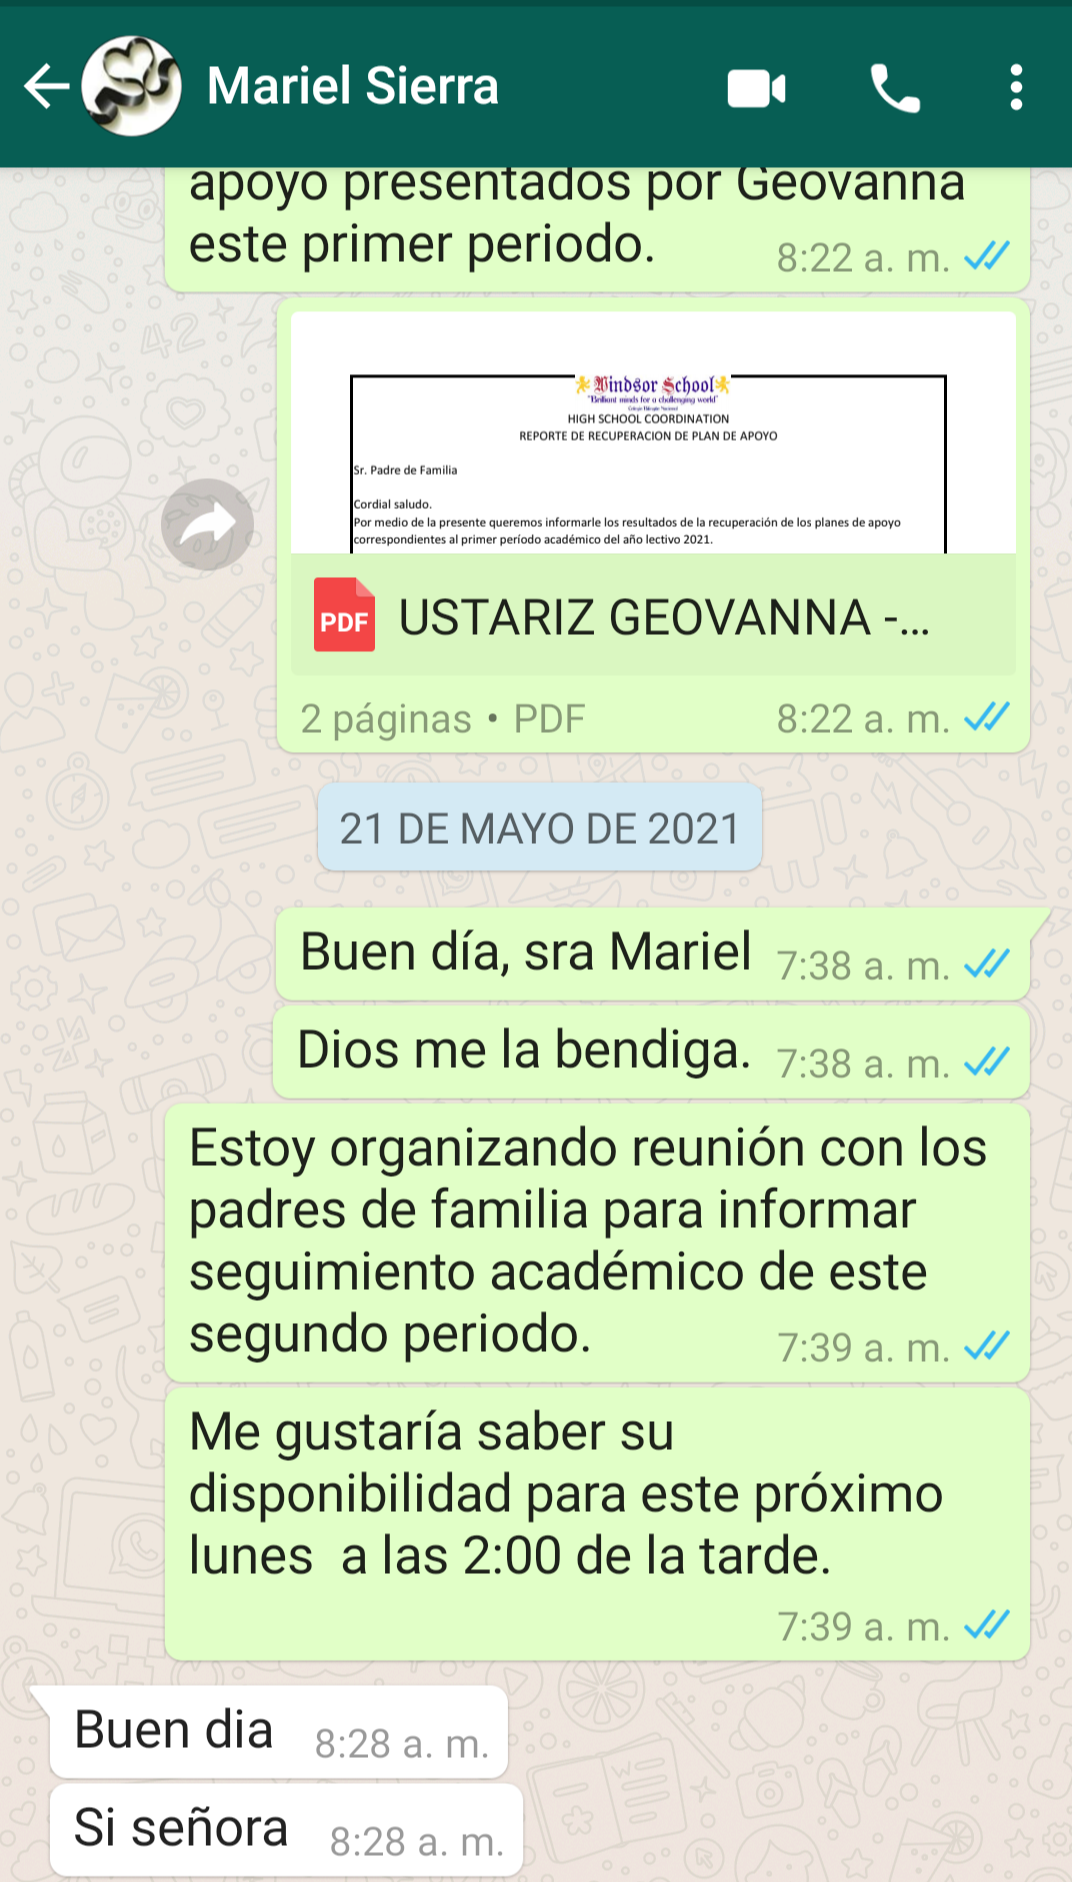 Mariel Sierra
apoyo presentados por Geovanna
este primer periodo. 8:22 a. m.
Windsor School
"Brilliant minds for a challenging world"
HIGH SCHOOL COORDINATION
REPORTE DE RECUPERACION DE PLAN DE APOYO
Sr. Padre de Familia
Cordial saludo.
Por medio de la presente queremos informarle los resultados de la recuperación de los planes de apoyo
correspondientes al primer período académico del año lectivo 2021.
PDF USTARIZ GEOVANNA -...
2 páginas • PDF 8:22 a. m.
21 DE MAYO DE 2021
Buen día, sra Mariel 7:38 a. m.
Dios me la bendiga. 7:38 a. m.
Estoy organizando reunión con los
padres de familia para informar
seguimiento académico de este
segundo periodo. 7:39 a. m.
Me gustaría saber su
disponibilidad para este próximo
lunes  a las 2:00 de la tarde.
7:39 a. m.
Buen dia 8:28 a. m.
Si señora 8:28 a. m.